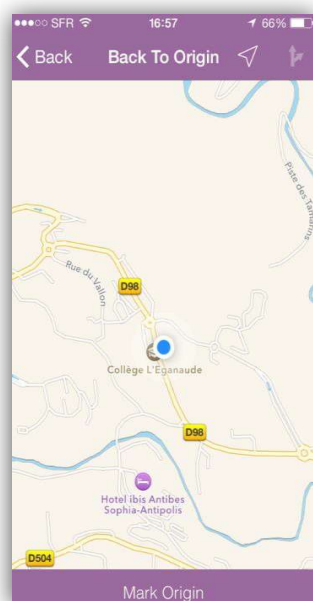 SFR 16:57 66%
Back Back To Origin
Piste des Tamarins
Rue du Vallon
D98
Collège L'Eganaude
D98
Hotel ibis Antibes
Sophia-Antipolis
D504
Mark Origin